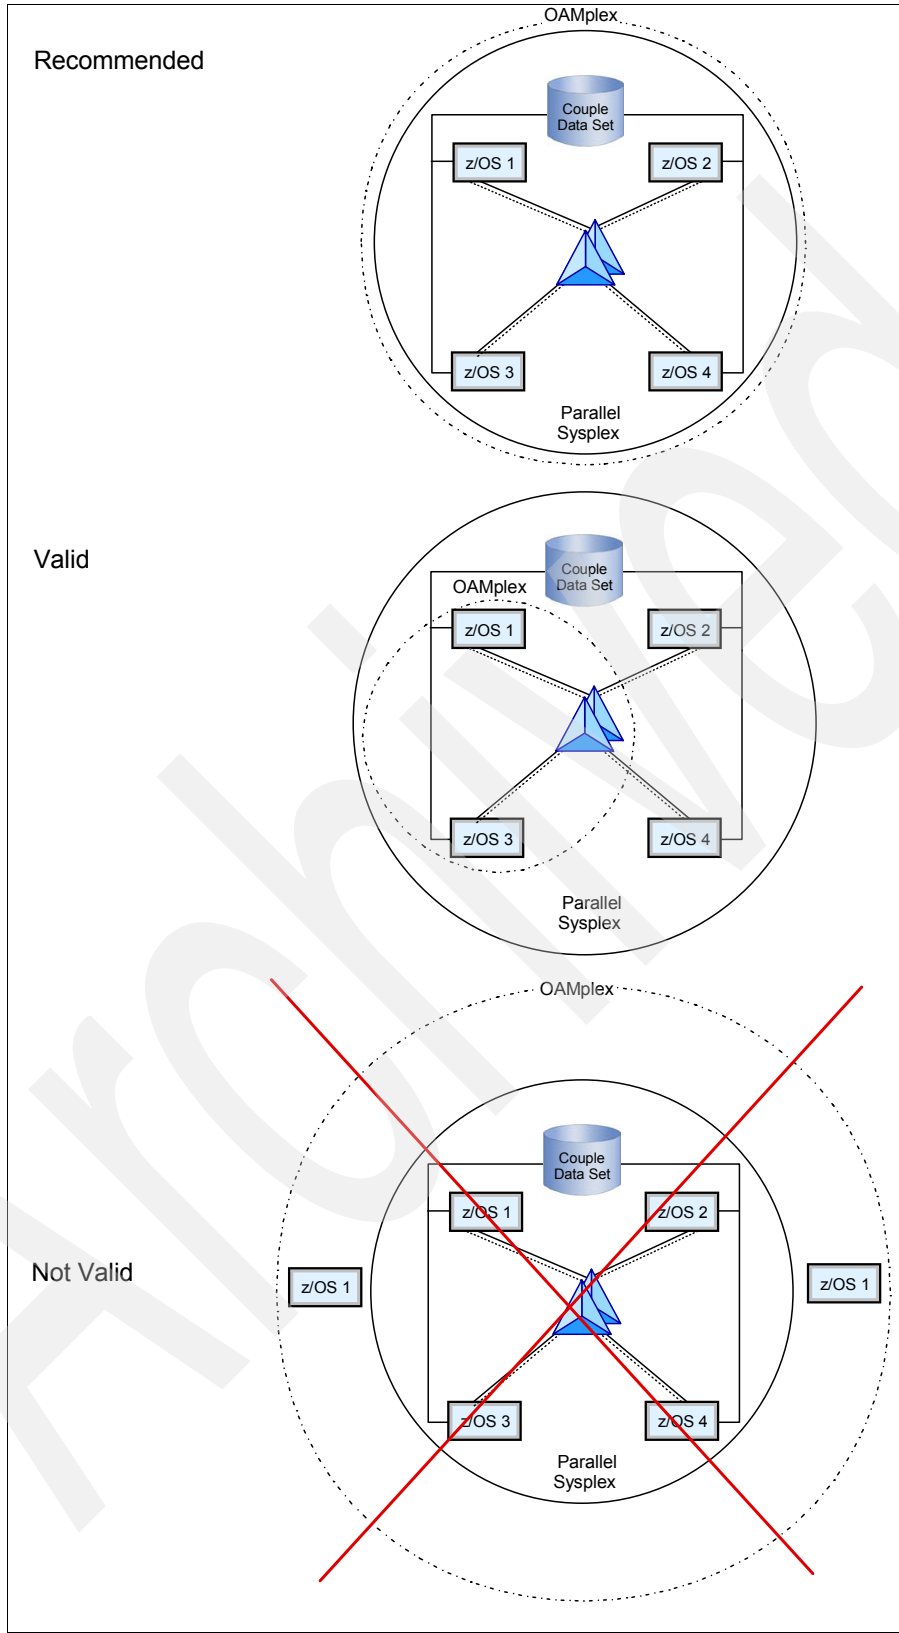 OAMplex
Recommended
Couple
Data Set
z/OS 1
z/OS 2
z/OS 3
z/OS 4
Parallel
Sysplex
Valid
Couple
Data Set
OAMplex
z/OS 1
z/OS 2
z/OS 3
z/OS 4
Parallel
Sysplex
OAMplex
Couple
Data Set
z/OS 1
z/OS 2
Not Valid
z/OS 1
z/OS 1
z/OS 3
z/OS 4
Parallel
Sysplex
Archived